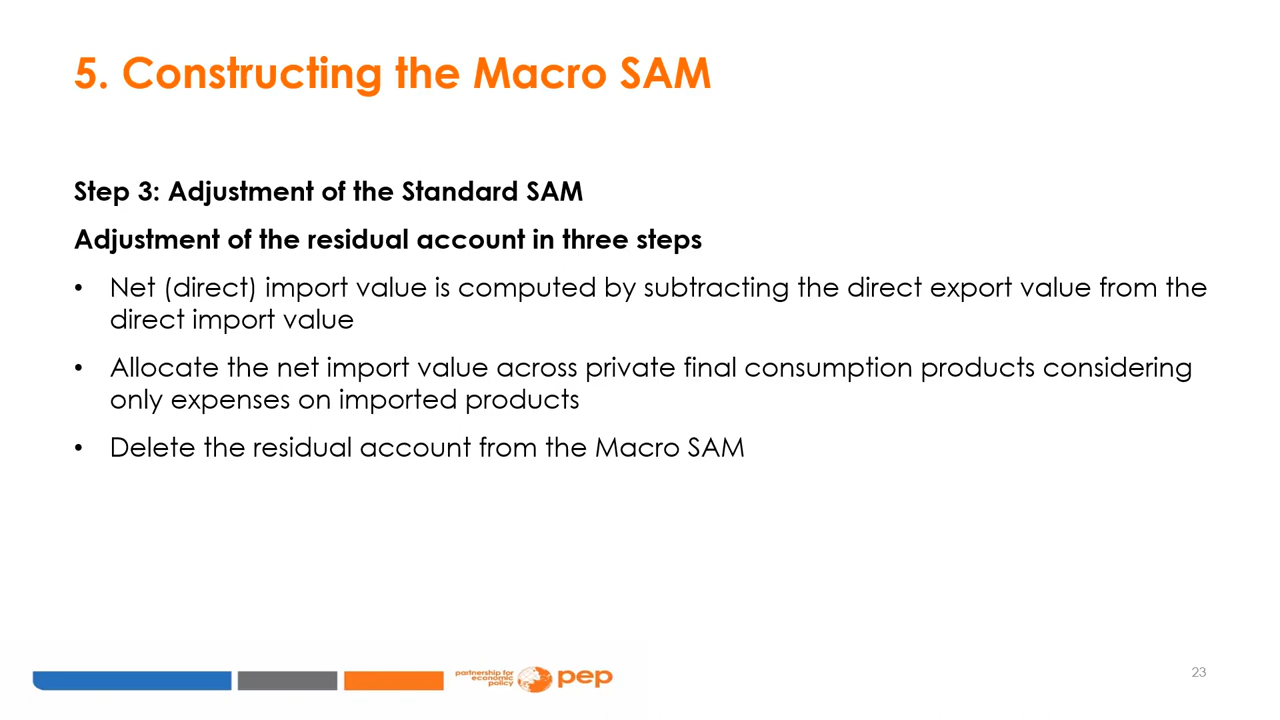 5. Constructing the Macro SAM
Step 3: Adjustment of the Standard SAM
Adjustment of the residual account in three steps
• Net (direct) import value is computed by subtracting the direct export value from the
direct import value
• Allocate the net import value across private final consumption products considering
only expenses on imported products
• Delete the residual account from the Macro SAM
partnership for
economic
policy
pep
23